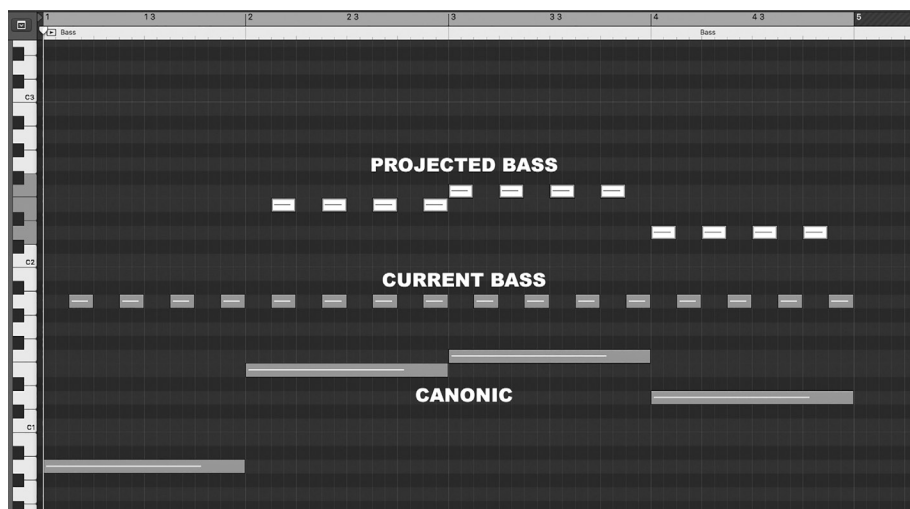 1 1 3 2 2 3 3 3 3 4 4 3 5
Bass Bass
C3
PROJECTED BASS
C2
CURRENT BASS
CANONIC
C1